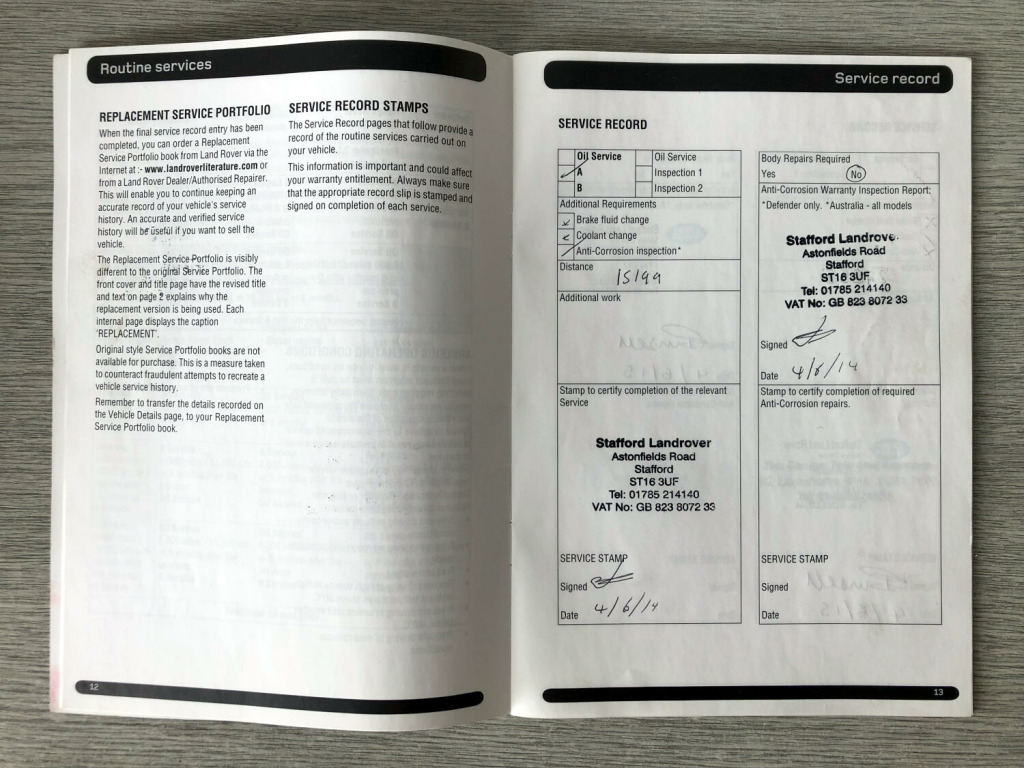 Routine services
REPLACEMENT SERVICE PORTFOLIO
When the final service record entry has been
completed, you can order a Replacement
Service Portfolio book from Land Rover via the
Internet at :- www.landroverliterature.com or
from a Land Rover Dealer/Authorised Repairer.
This will enable you to continue keeping an
accurate record of your vehicle's service
history. An accurate and verified service
history will be useful if you want to sell the
vehicle.
The Replacement Service Portfolio is visibly
different to the original Service Portfolio. The
front cover and title page have the revised title
and text on page 2 explains why the
replacement version is being used. Each
internal page displays the caption
'REPLACEMENT'.
Original style Service Portfolio books are not
available for purchase. This is a measure taken
to counteract fraudulent attempts to recreate a
vehicle service history.
Remember to transfer the details recorded on
the Vehicle Details page, to your Replacement
Service Portfolio book.
SERVICE RECORD STAMPS
The Service Record pages that follow provide a
record of the routine services carried out on
your vehicle.
This information is important and could affect
your warranty entitlement. Always make sure
that the appropriate record slip is stamped and
signed on completion of each service.
12
Service record
SERVICE RECORD
Oil Service Oil Service
A Inspection 1
B Inspection 2
Additional Requirements
Brake fluid change
Coolant change
Anti-Corrosion inspection*
Distance
15199
Additional work
Stamp to certify completion of the relevant
Service
Stafford Landrover
Astonfields Road
Stafford
ST16 3UF
Tel: 01785 214140
VAT No: GB 823 8072 33
SERVICE STAMP
Signed
Date 4/6/14
Body Repairs Required
Yes No
Anti-Corrosion Warranty Inspection Report:
*Defender only. *Australia - all models
Stafford Landrover
Astonfields Road
Stafford
ST16 3UF
Tel: 01785 214140
VAT No: GB 823 8072 33
Signed
Date 4/6/14
Stamp to certify completion of required
Anti-Corrosion repairs.
SERVICE STAMP
Signed
Date
13